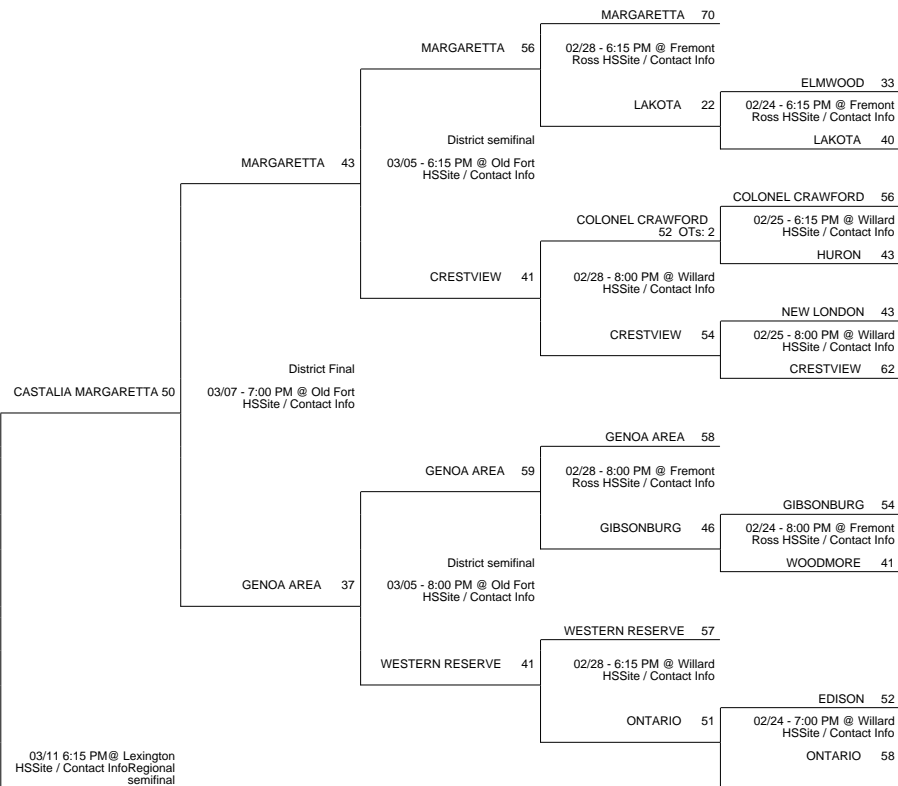 MARGARETTA 70
MARGARETTA 56
02/28 - 6:15 PM @ Fremont
Ross HSSite / Contact Info
ELMWOOD 33
LAKOTA 22
02/24 - 6:15 PM @ Fremont
Ross HSSite / Contact Info
District semifinal
LAKOTA 40
MARGARETTA 43
03/05 - 6:15 PM @ Old Fort
HSSite / Contact Info
COLONEL CRAWFORD 56
COLONEL CRAWFORD
52 OTs: 2
02/25 - 6:15 PM @ Willard
HSSite / Contact Info
HURON 43
CRESTVIEW 41
02/28 - 8:00 PM @ Willard
HSSite / Contact Info
NEW LONDON 43
CRESTVIEW 54
02/25 - 8:00 PM @ Willard
HSSite / Contact Info
District Final
CRESTVIEW 62
CASTALIA MARGARETTA 50
03/07 - 7:00 PM @ Old Fort
HSSite / Contact Info
GENOA AREA 58
GENOA AREA 59
02/28 - 8:00 PM @ Fremont
Ross HSSite / Contact Info
GIBSONBURG 54
GIBSONBURG 46
02/24 - 8:00 PM @ Fremont
Ross HSSite / Contact Info
District semifinal
WOODMORE 41
GENOA AREA 37
03/05 - 8:00 PM @ Old Fort
HSSite / Contact Info
WESTERN RESERVE 57
WESTERN RESERVE 41
02/28 - 6:15 PM @ Willard
HSSite / Contact Info
EDISON 52
ONTARIO 51
02/24 - 7:00 PM @ Willard
HSSite / Contact Info
ONTARIO 58
03/11 6:15 PM@ Lexington
HSSite / Contact InfoRegional
semifinal